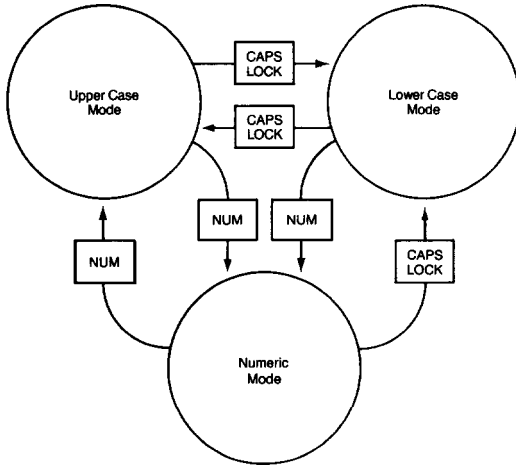 Upper Case
Mode
CAPS
LOCK
Lower Case
Mode
CAPS
LOCK
NUM
NUM
NUM
CAPS
LOCK
Numeric
Mode